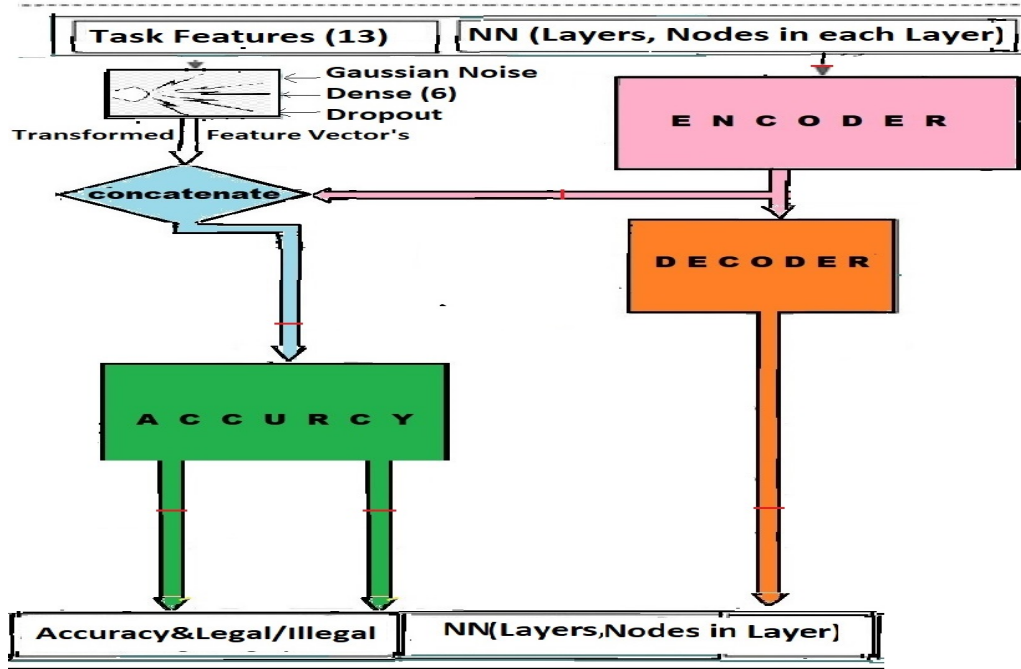 Task Features (13)
NN (Layers, Nodes in each Layer)
Gaussian Noise
Dense (6)
Dropout
Transformed Feature Vector's
ENCODER
concatenate
DECODER
ACCURCY
Accuracy&Legal/Illegal
NN(Layers,Nodes in Layer)